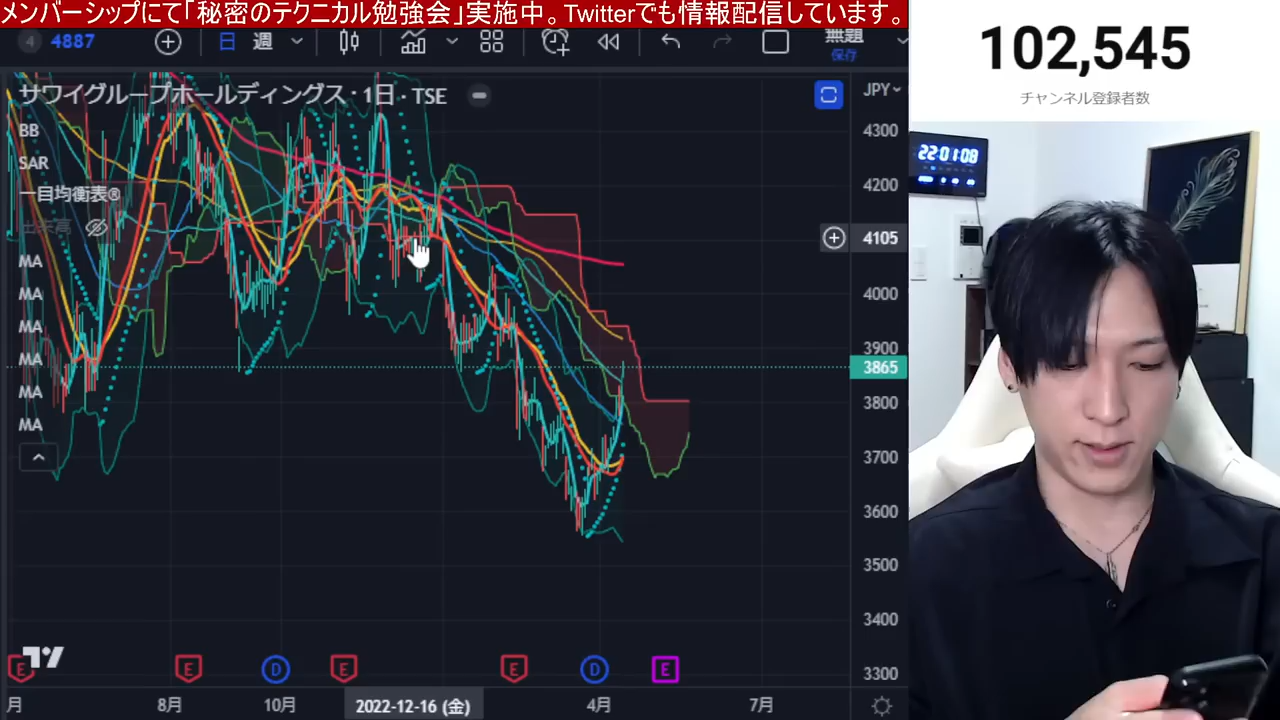 メンバーシップにて「秘密のテクニカル勉強会」実施中。Twitterでも情報配信しています。
4 4887 日 週 無題
保存
サワイグループホールディングス · 1日 · TSE
JPY
BB
SAR
一目均衡表®
出来高
MA
MA
MA
MA
MA
MA
4300
4200
4105
4000
3900
3865
3800
3700
3600
3500
3400
3300
E E D E E D E
月 8月 10月 2022-12-16 (金) 4月 7月
102,545
チャンネル登録者数
22:01:08